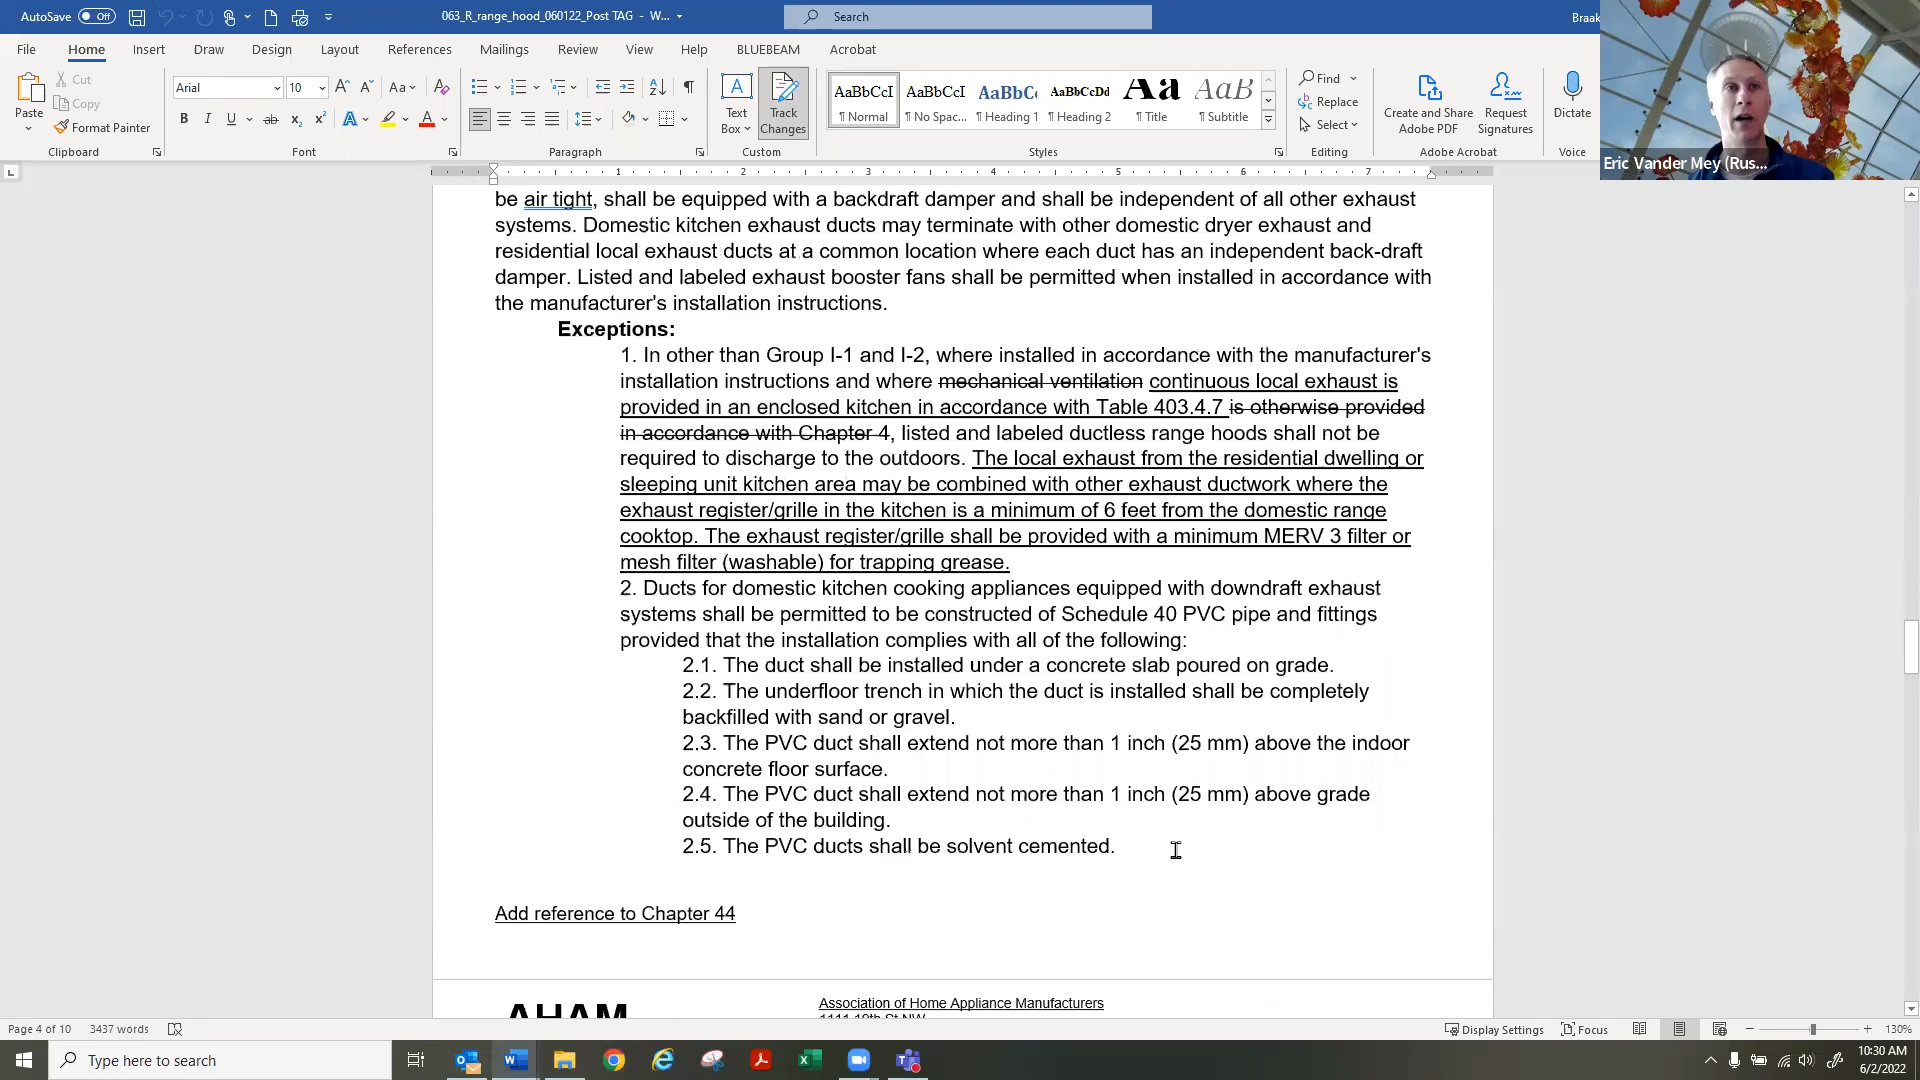 AutoSave Off 063_R_range_hood_060122_Post TAG - W... Search Braak
File Home Insert Draw Design Layout References Mailings Review View Help BLUEBEAM Acrobat
Paste Cut Copy Format Painter
Clipboard
Arial 10
Font
Paragraph
Text Box Track Changes
Custom
AaBbCcI AaBbCcI AaBbC AaBbCcDd AaB AaB
¶ Normal ¶ No Spac... ¶ Heading 1 ¶ Heading 2 ¶ Title ¶ Subtitle
Styles
Find Replace Select
Editing
Create and Share Adobe PDF Request Signatures
Adobe Acrobat
Dictate
Voice
Eric Vander Mey (Rus...
1 2 3 4 5 6 7
be air tight, shall be equipped with a backdraft damper and shall be independent of all other exhaust
systems. Domestic kitchen exhaust ducts may terminate with other domestic dryer exhaust and
residential local exhaust ducts at a common location where each duct has an independent back-draft
damper. Listed and labeled exhaust booster fans shall be permitted when installed in accordance with
the manufacturer's installation instructions.
Exceptions:
1. In other than Group I-1 and I-2, where installed in accordance with the manufacturer's
installation instructions and where mechanical ventilation continuous local exhaust is
provided in an enclosed kitchen in accordance with Table 403.4.7 is otherwise provided
in accordance with Chapter 4, listed and labeled ductless range hoods shall not be
required to discharge to the outdoors. The local exhaust from the residential dwelling or
sleeping unit kitchen area may be combined with other exhaust ductwork where the
exhaust register/grille in the kitchen is a minimum of 6 feet from the domestic range
cooktop. The exhaust register/grille shall be provided with a minimum MERV 3 filter or
mesh filter (washable) for trapping grease.
2. Ducts for domestic kitchen cooking appliances equipped with downdraft exhaust
systems shall be permitted to be constructed of Schedule 40 PVC pipe and fittings
provided that the installation complies with all of the following:
2.1. The duct shall be installed under a concrete slab poured on grade.
2.2. The underfloor trench in which the duct is installed shall be completely
backfilled with sand or gravel.
2.3. The PVC duct shall extend not more than 1 inch (25 mm) above the indoor
concrete floor surface.
2.4. The PVC duct shall extend not more than 1 inch (25 mm) above grade
outside of the building.
2.5. The PVC ducts shall be solvent cemented.
Add reference to Chapter 44
AHAM Association of Home Appliance Manufacturers
1111 19th St NW
Page 4 of 10 3437 words Display Settings Focus 130%
Type here to search 10:30 AM
6/2/2022